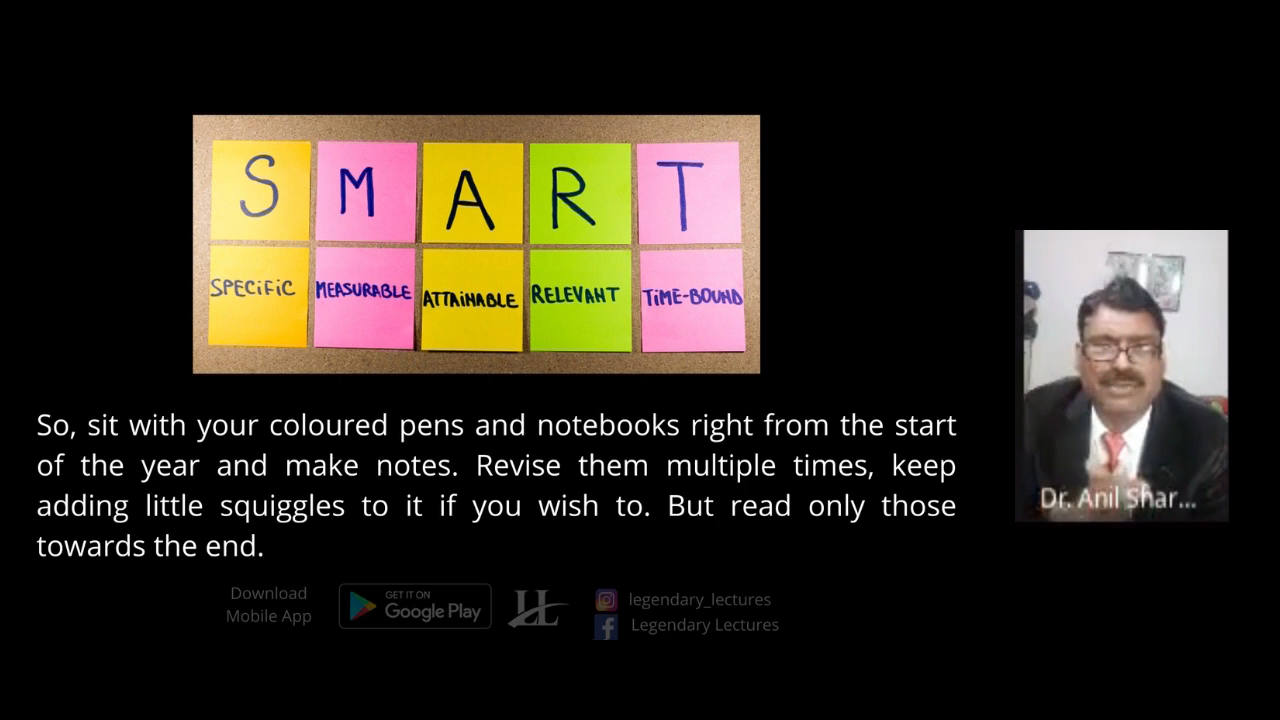 S M A R T
SPECIFIC MEASURABLE ATTAINABLE RELEVANT TIME-BOUND
So, sit with your coloured pens and notebooks right from the start
of the year and make notes. Revise them multiple times, keep
adding little squiggles to it if you wish to. But read only those
towards the end.
Dr. Anil Shar...
Download
Mobile App
GET IT ON
Google Play
LL
legendary_lectures
Legendary Lectures